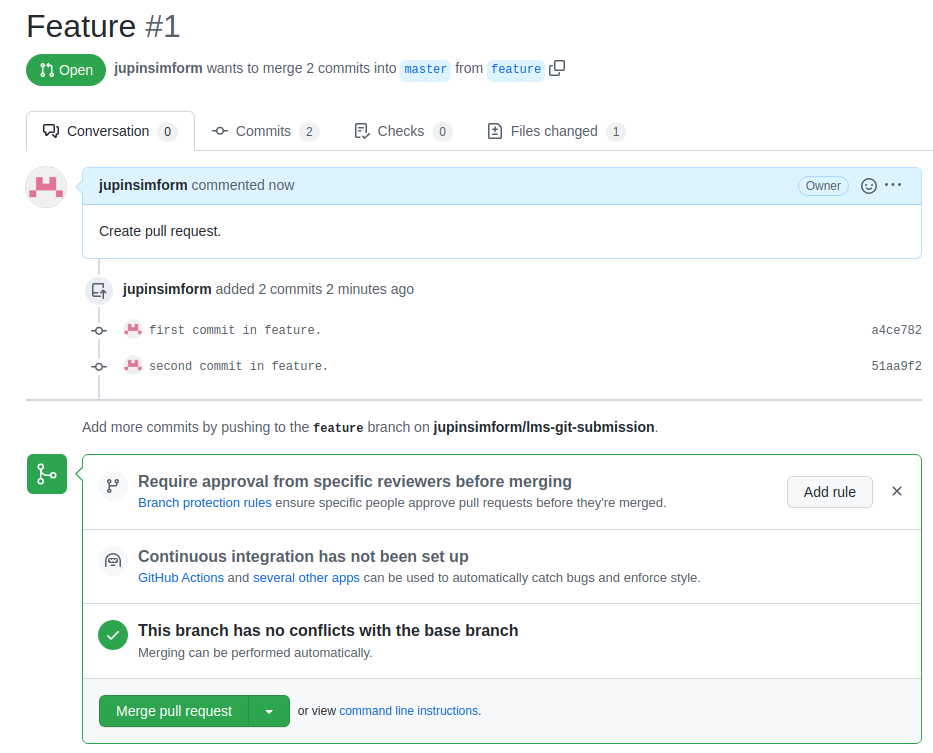 Feature #1
Open jupinsimform wants to merge 2 commits into master from feature
Conversation 0 Commits 2 Checks 0 Files changed 1
jupinsimform commented now Owner
Create pull request.
jupinsimform added 2 commits 2 minutes ago
first commit in feature. a4ce782
second commit in feature. 51aa9f2
Add more commits by pushing to the feature branch on jupinsimform/lms-git-submission.
Require approval from specific reviewers before merging
Branch protection rules ensure specific people approve pull requests before they're merged.
Add rule
Continuous integration has not been set up
GitHub Actions and several other apps can be used to automatically catch bugs and enforce style.
This branch has no conflicts with the base branch
Merging can be performed automatically.
Merge pull request or view command line instructions.